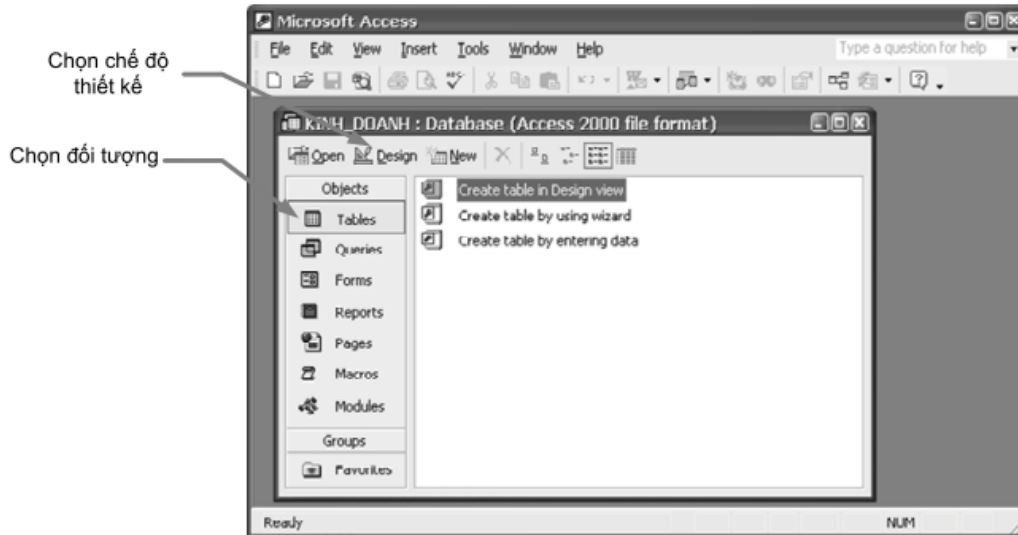 Microsoft Access
File Edit View Insert Tools Window Help
Type a question for help
Chọn chế độ
thiết kế
KINH_DOANH : Database (Access 2000 file format)
Open Design New
Chọn đối tượng
Objects
Create table in Design view
Tables
Create table by using wizard
Queries
Create table by entering data
Forms
Reports
Pages
Macros
Modules
Groups
Favorites
Ready
NUM